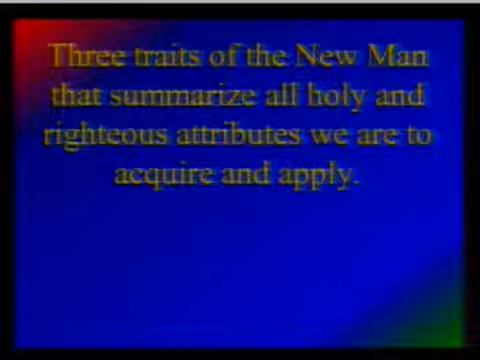 Three traits of the New Man
that summarize all holy and
righteous attributes we are to
acquire and apply.